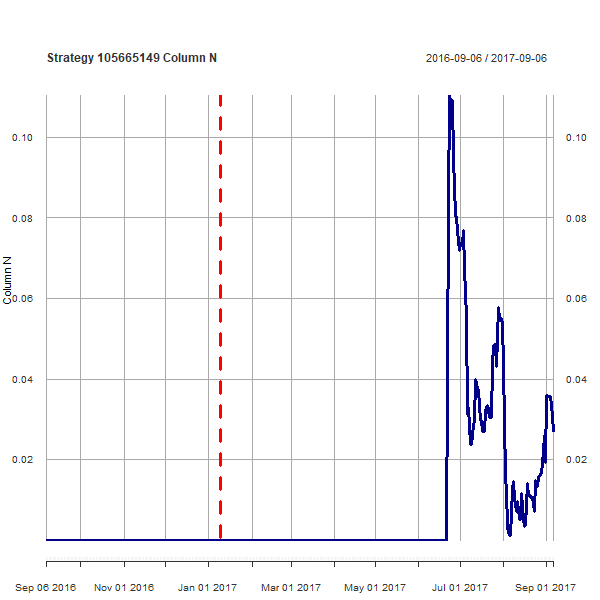 Strategy 105665149 Column N
2016-09-06 / 2017-09-06
0.10
0.10
0.08
0.08
Column N
0.06
0.06
0.04
0.04
0.02
0.02
Sep 06 2016
Nov 01 2016
Jan 01 2017
Mar 01 2017
May 01 2017
Jul 01 2017
Sep 01 2017